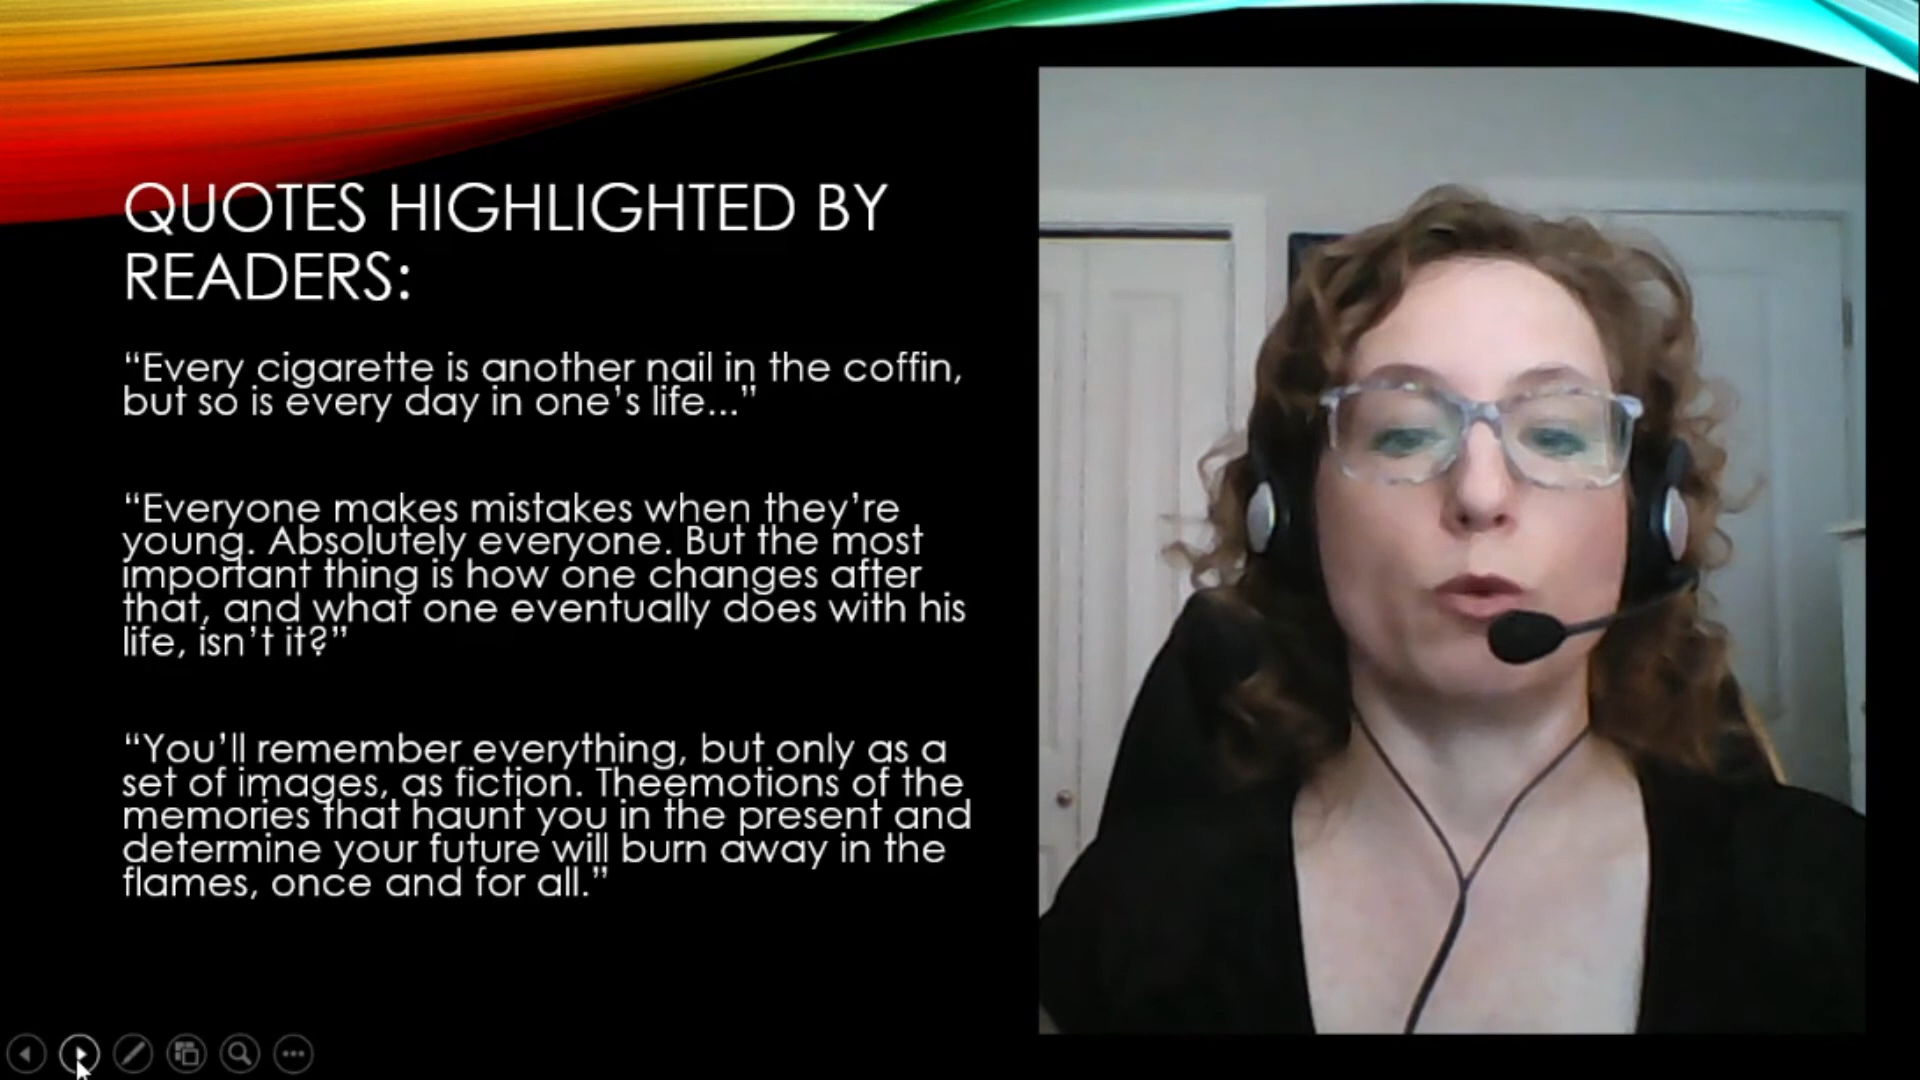 QUOTES HIGHLIGHTED BY
READERS:
“Every cigarette is another nail in the coffin,
but so is every day in one’s life...”
“Everyone makes mistakes when they’re
young. Absolutely everyone. But the most
important thing is how one changes after
that, and what one eventually does with his
life, isn’t it?”
“You’ll remember everything, but only as a
set of images, as fiction. Theemotions of the
memories that haunt you in the present and
determine your future will burn away in the
flames, once and for all.”